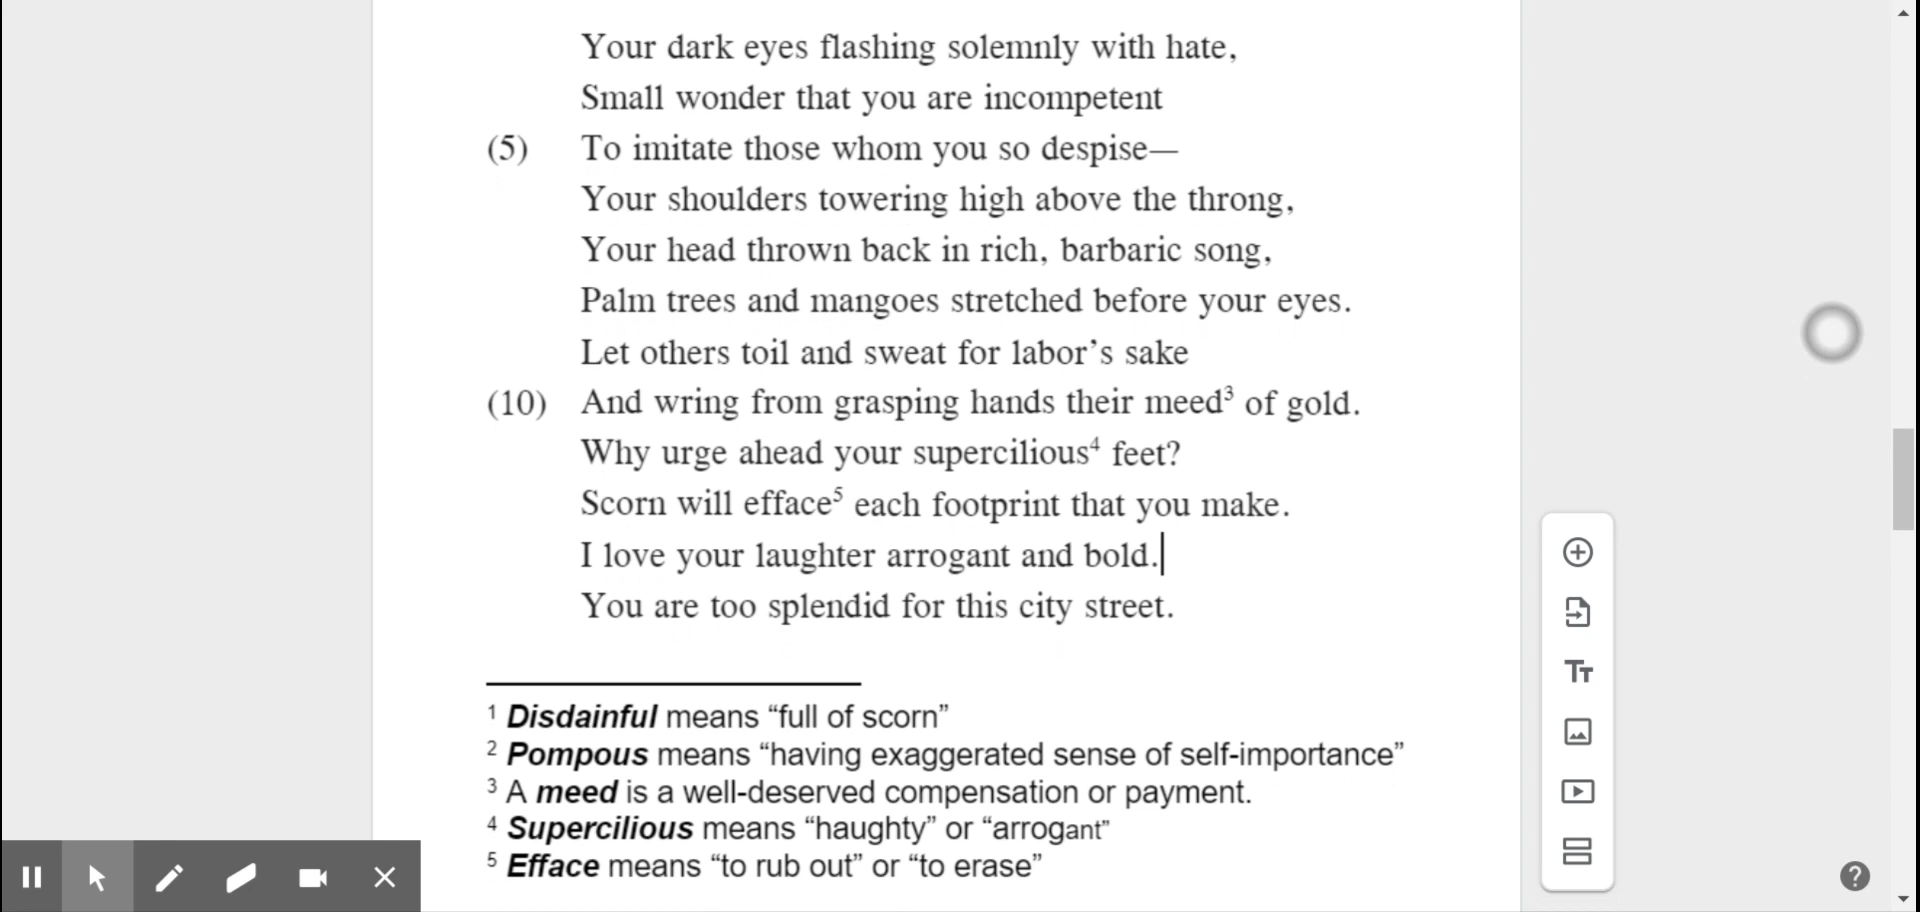 Your dark eyes flashing solemnly with hate,
Small wonder that you are incompetent
(5) To imitate those whom you so despise—
Your shoulders towering high above the throng,
Your head thrown back in rich, barbaric song,
Palm trees and mangoes stretched before your eyes.
Let others toil and sweat for labor’s sake
(10) And wring from grasping hands their meed³ of gold.
Why urge ahead your supercilious⁴ feet?
Scorn will efface⁵ each footprint that you make.
I love your laughter arrogant and bold.
You are too splendid for this city street.
¹ Disdainful means “full of scorn”
² Pompous means “having exaggerated sense of self-importance”
³ A meed is a well-deserved compensation or payment.
⁴ Supercilious means “haughty” or “arrogant”
⁵ Efface means “to rub out” or “to erase”